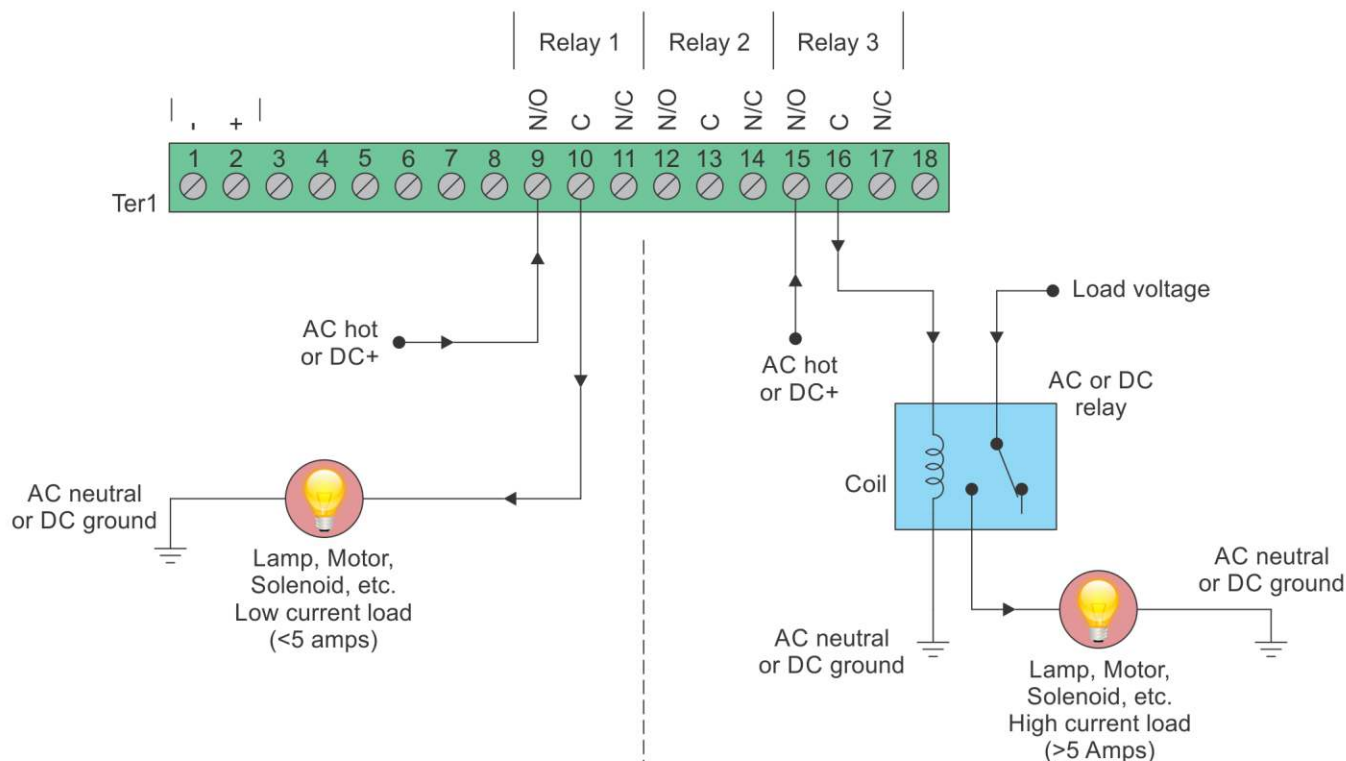 Relay 1 Relay 2 Relay 3
- + N/O C N/C N/O C N/C N/O C N/C
1 2 3 4 5 6 7 8 9 10 11 12 13 14 15 16 17 18
Ter1
AC hot
or DC+
AC neutral
or DC ground
Lamp, Motor,
Solenoid, etc.
Low current load
(<5 amps)
AC hot
or DC+
Load voltage
AC or DC
relay
Coil
AC neutral
or DC ground
AC neutral
or DC ground
Lamp, Motor,
Solenoid, etc.
High current load
(>5 Amps)